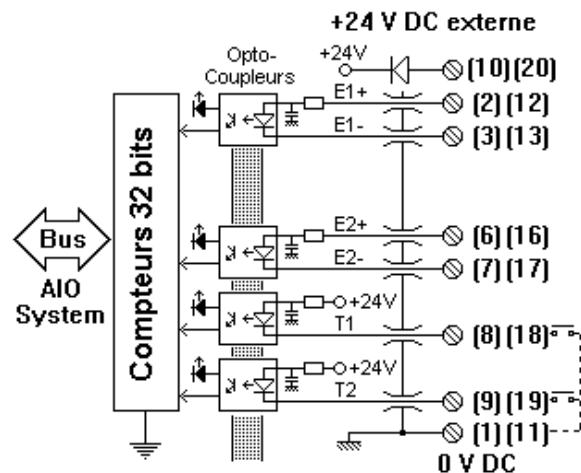 +24 V DC externe
Opto-
Coupleurs
+24V
(10)(20)
E1+
(2)(12)
E1-
(3)(13)
Compteurs 32 bits
Bus
AIO
System
E2+
(6)(16)
E2-
(7)(17)
+24V
T1
(8)(18)
+24V
T2
(9)(19)
(1)(11)
0 V DC